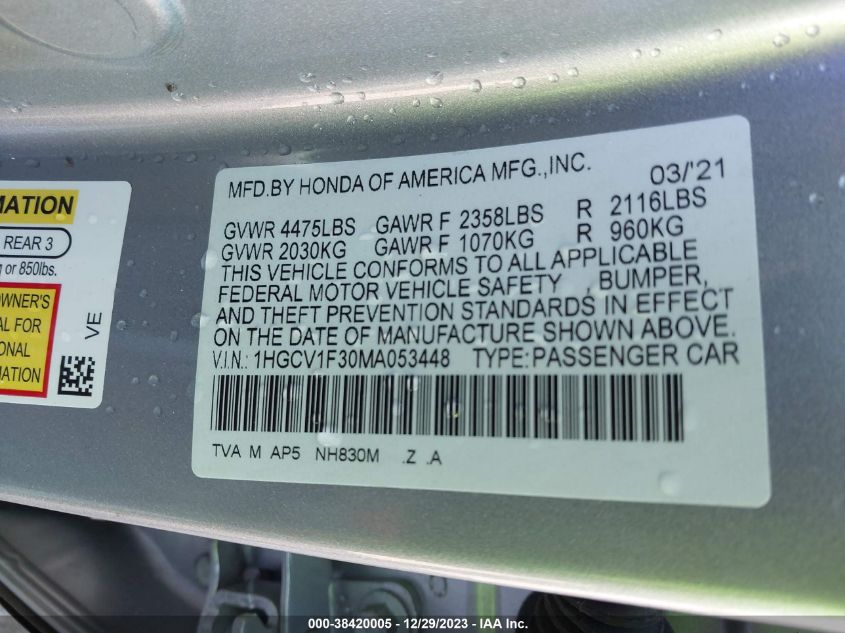 MATION
REAR 3
g or 850lbs.
OWNER'S
AL FOR
ONAL
MATION
VE
MFD.BY HONDA OF AMERICA MFG.,INC. 03/'21
GVWR 4475LBS GAWR F 2358LBS R 2116LBS
GVWR 2030KG GAWR F 1070KG R 960KG
THIS VEHICLE CONFORMS TO ALL APPLICABLE
FEDERAL MOTOR VEHICLE SAFETY, BUMPER,
AND THEFT PREVENTION STANDARDS IN EFFECT
ON THE DATE OF MANUFACTURE SHOWN ABOVE.
V.I.N.: 1HGCV1F30MA053448 TYPE:PASSENGER CAR
TVA M AP5 NH830M .Z .A
000-38420005 - 12/29/2023 - IAA Inc.